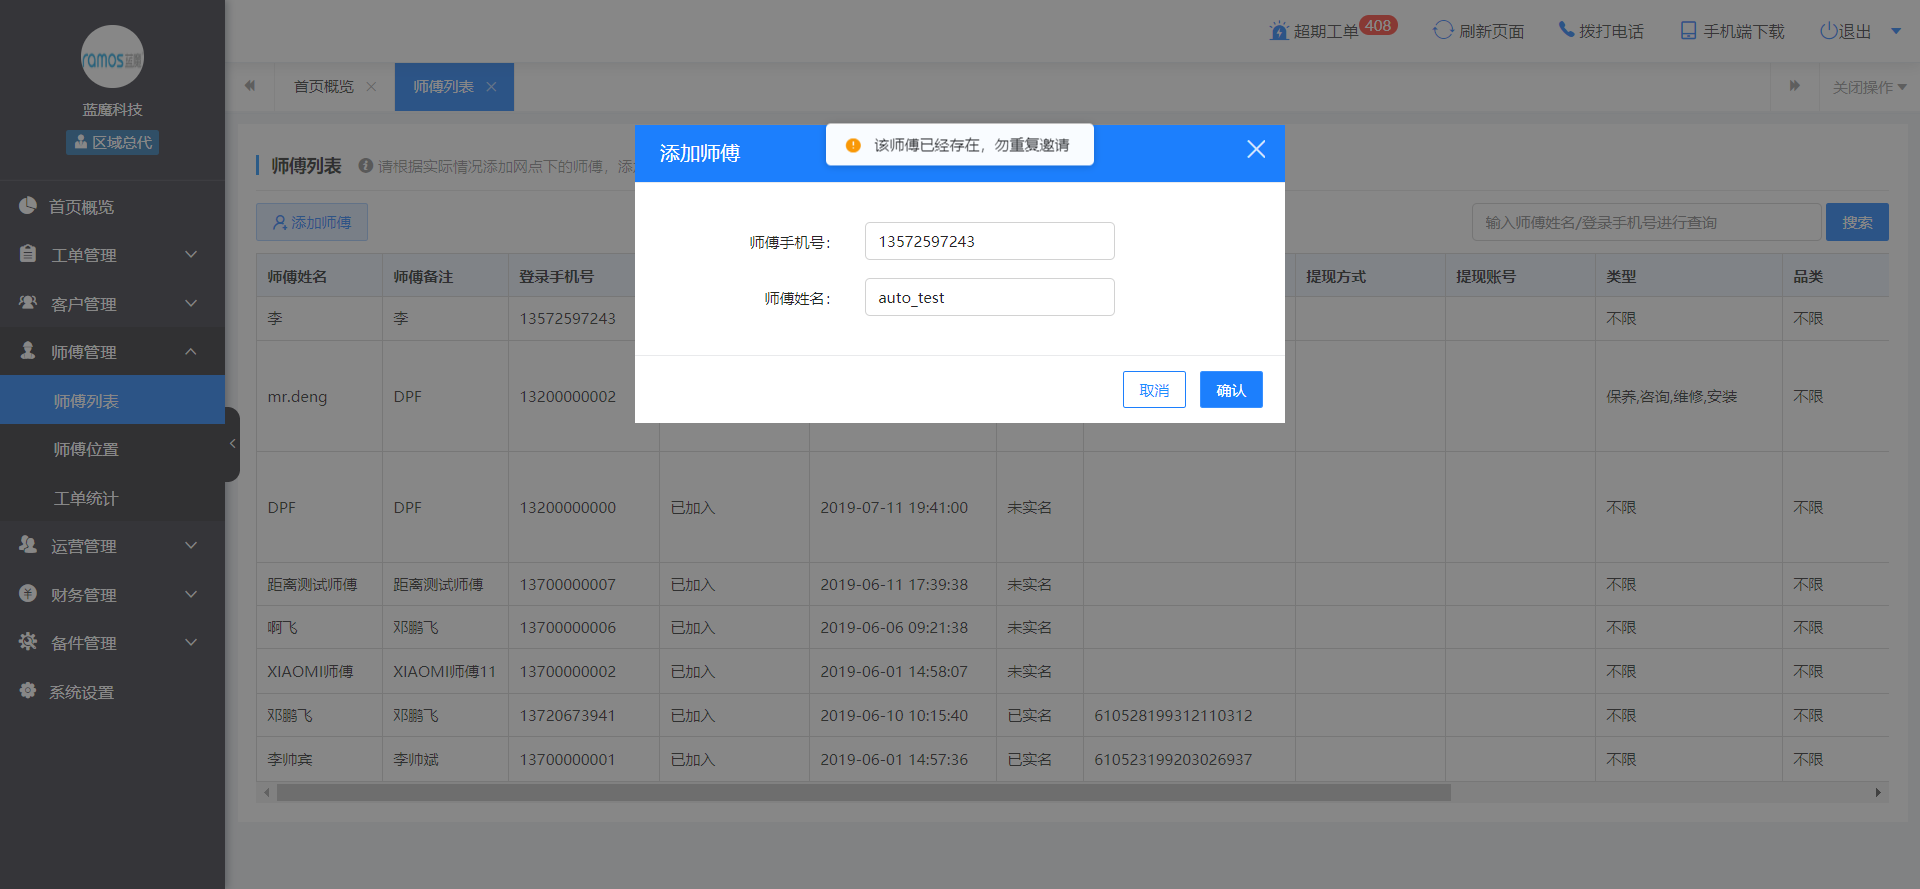 ramos蓝魔
蓝魔科技
区域总代
首页概览
工单管理
客户管理
师傅管理
师傅列表
师傅位置
工单统计
运营管理
财务管理
备件管理
系统设置
超期工单 408 刷新页面 拨打电话 手机端下载 退出
首页概览 师傅列表 关闭操作
师傅列表 请根据实际情况添加网点下的师傅，添
添加师傅 输入师傅姓名/登录手机号进行查询 搜索
添加师傅
该师傅已经存在，勿重复邀请
师傅手机号： 13572597243
师傅姓名： auto_test
取消 确认
师傅姓名 师傅备注 登录手机号 提现方式 提现账号 类型 品类
李 李 13572597243 不限 不限
mr.deng DPF 13200000002 保养,咨询,维修,安装 不限
DPF DPF 13200000000 已加入 2019-07-11 19:41:00 未实名 不限 不限
距离测试师傅 距离测试师傅 13700000007 已加入 2019-06-11 17:39:38 未实名 不限 不限
啊飞 邓鹏飞 13700000006 已加入 2019-06-06 09:21:38 未实名 不限 不限
XIAOMI师傅 XIAOMI师傅11 13700000002 已加入 2019-06-01 14:58:07 未实名 不限 不限
邓鹏飞 邓鹏飞 13720673941 已加入 2019-06-10 10:15:40 已实名 610528199312110312 不限 不限
李帅宾 李帅斌 13700000001 已加入 2019-06-01 14:57:36 已实名 610523199203026937 不限 不限